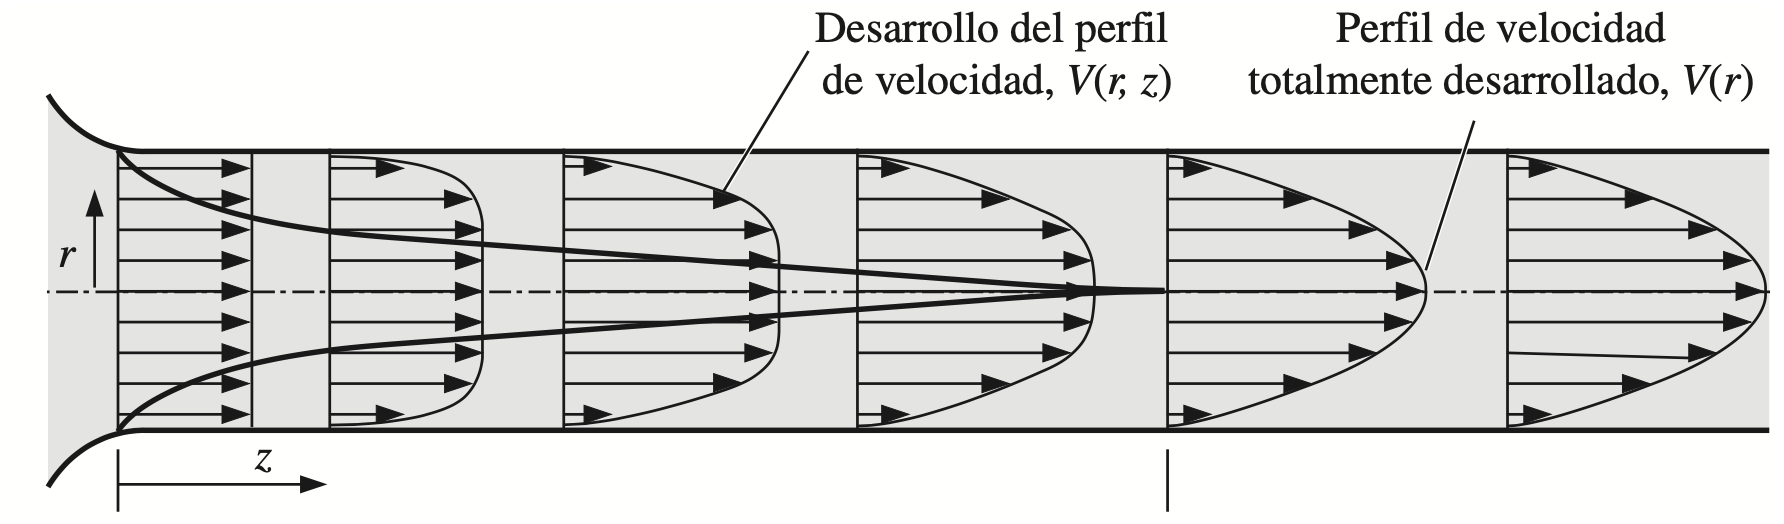 Desarrollo del perfil
de velocidad, V(r, z)
Perfil de velocidad
totalmente desarrollado, V(r)
r
z